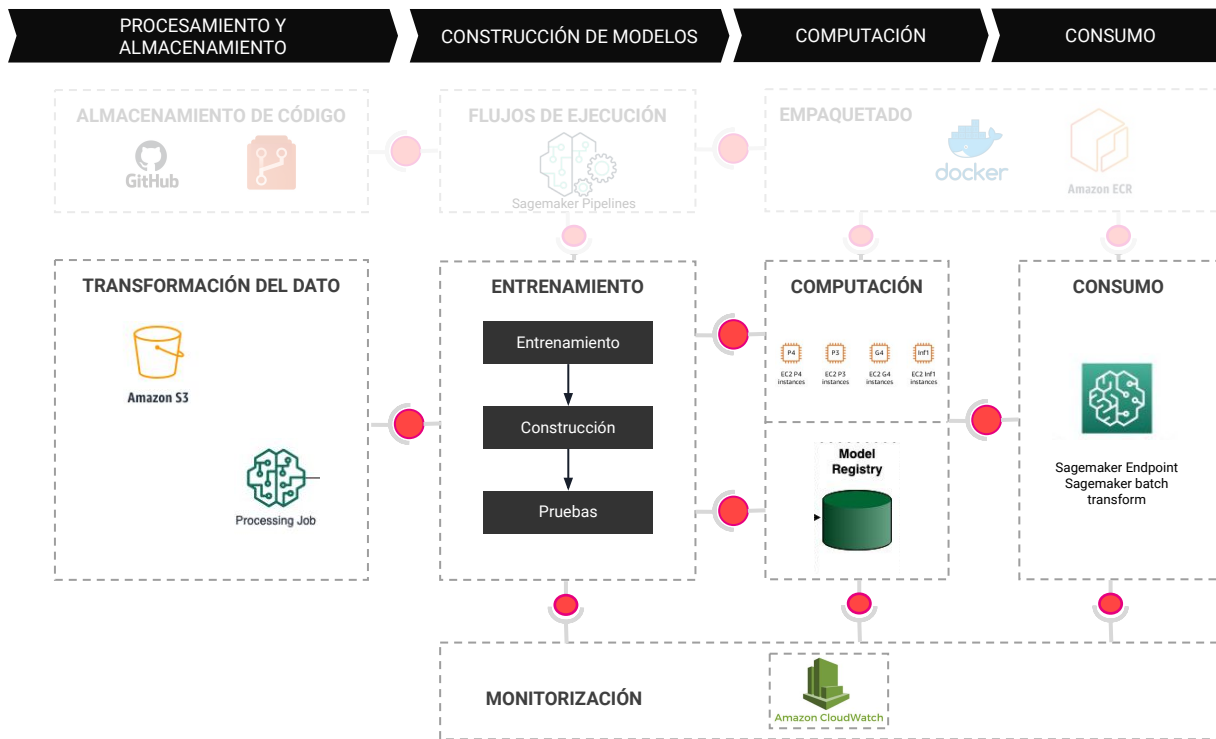 PROCESAMIENTO Y
ALMACENAMIENTO
CONSTRUCCIÓN DE MODELOS
COMPUTACIÓN
CONSUMO
ALMACENAMIENTO DE CÓDIGO
GitHub
FLUJOS DE EJECUCIÓN
Sagemaker Pipelines
EMPAQUETADO
docker
Amazon ECR
TRANSFORMACIÓN DEL DATO
Amazon S3
Processing Job
ENTRENAMIENTO
Entrenamiento
Construcción
Pruebas
COMPUTACIÓN
P4
P3
G4
Inf1
EC2 P4
instances
EC2 P3
instances
EC2 G4
instances
EC2 Inf1
instances
Model
Registry
CONSUMO
Sagemaker Endpoint
Sagemaker batch
transform
MONITORIZACIÓN
Amazon CloudWatch